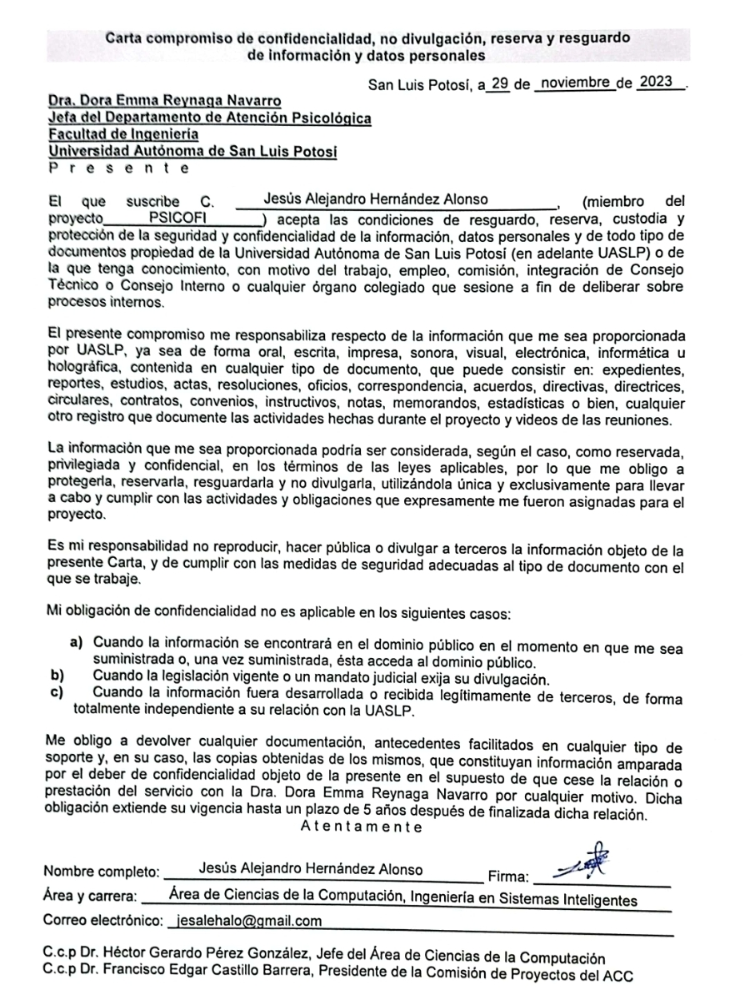 Carta compromiso de confidencialidad, no divulgación, reserva y resguardo
de información y datos personales
San Luis Potosí, a 29 de noviembre de 2023.
Dra. Dora Emma Reynaga Navarro
Jefa del Departamento de Atención Psicológica
Facultad de Ingeniería
Universidad Autónoma de San Luis Potosí
P r e s e n t e
El que suscribe C. Jesús Alejandro Hernández Alonso, (miembro del
proyecto PSICOFI) acepta las condiciones de resguardo, reserva, custodia y
protección de la seguridad y confidencialidad de la información, datos personales y de todo tipo de
documentos propiedad de la Universidad Autónoma de San Luis Potosí (en adelante UASLP) o de
la que tenga conocimiento, con motivo del trabajo, empleo, comisión, integración de Consejo
Técnico o Consejo Interno o cualquier órgano colegiado que sesione a fin de deliberar sobre
procesos internos.
El presente compromiso me responsabiliza respecto de la información que me sea proporcionada
por UASLP, ya sea de forma oral, escrita, impresa, sonora, visual, electrónica, informática u
holográfica, contenida en cualquier tipo de documento, que puede consistir en: expedientes,
reportes, estudios, actas, resoluciones, oficios, correspondencia, acuerdos, directivas, directrices,
circulares, contratos, convenios, instructivos, notas, memorandos, estadísticas o bien, cualquier
otro registro que documente las actividades hechas durante el proyecto y videos de las reuniones.
La información que me sea proporcionada podría ser considerada, según el caso, como reservada,
privilegiada y confidencial, en los términos de las leyes aplicables, por lo que me obligo a
protegerla, reservarla, resguardarla y no divulgarla, utilizándola única y exclusivamente para llevar
a cabo y cumplir con las actividades y obligaciones que expresamente me fueron asignadas para el
proyecto.
Es mi responsabilidad no reproducir, hacer pública o divulgar a terceros la información objeto de la
presente Carta, y de cumplir con las medidas de seguridad adecuadas al tipo de documento con el
que se trabaje.
Mi obligación de confidencialidad no es aplicable en los siguientes casos:
a) Cuando la información se encontrará en el dominio público en el momento en que me sea
suministrada o, una vez suministrada, ésta acceda al dominio público.
b) Cuando la legislación vigente o un mandato judicial exija su divulgación.
c) Cuando la información fuera desarrollada o recibida legítimamente de terceros, de forma
totalmente independiente a su relación con la UASLP.
Me obligo a devolver cualquier documentación, antecedentes facilitados en cualquier tipo de
soporte y, en su caso, las copias obtenidas de los mismos, que constituyan información amparada
por el deber de confidencialidad objeto de la presente en el supuesto de que cese la relación o
prestación del servicio con la Dra. Dora Emma Reynaga Navarro por cualquier motivo. Dicha
obligación extiende su vigencia hasta un plazo de 5 años después de finalizada dicha relación.
A t e n t a m e n t e
Nombre completo: Jesús Alejandro Hernández Alonso Firma:
Área y carrera: Área de Ciencias de la Computación, Ingeniería en Sistemas Inteligentes
Correo electrónico: jesalehalo@gmail.com
C.c.p Dr. Héctor Gerardo Pérez González, Jefe del Área de Ciencias de la Computación
C.c.p Dr. Francisco Edgar Castillo Barrera, Presidente de la Comisión de Proyectos del ACC